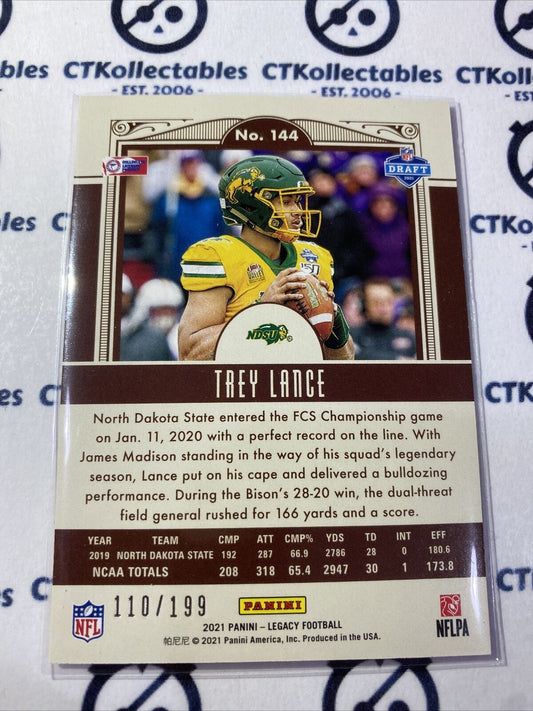 CTKollectables
CTKollectables
- EST. 2006 -
- EST. 2006 -
No. 144
NFL
DRAFT
2021
150
NDSU
TREY LANCE
North Dakota State entered the FCS Championship game
on Jan. 11, 2020 with a perfect record on the line. With
James Madison standing in the way of his squad's legendary
season, Lance put on his cape and delivered a bulldozing
performance. During the Bison's 28-20 win, the dual-threat
field general rushed for 166 yards and a score.
YEAR TEAM CMP ATT CMP% YDS TD INT EFF
2019 NORTH DAKOTA STATE 192 287 66.9 2786 28 0 180.6
NCAA TOTALS 208 318 65.4 2947 30 1 173.8
NFL
110/199
PANINI
NFLPA
2021 PANINI – LEGACY FOOTBALL
帕尼尼 © 2021 Panini America, Inc. Produced in the USA.
CTK
CTKo
- E